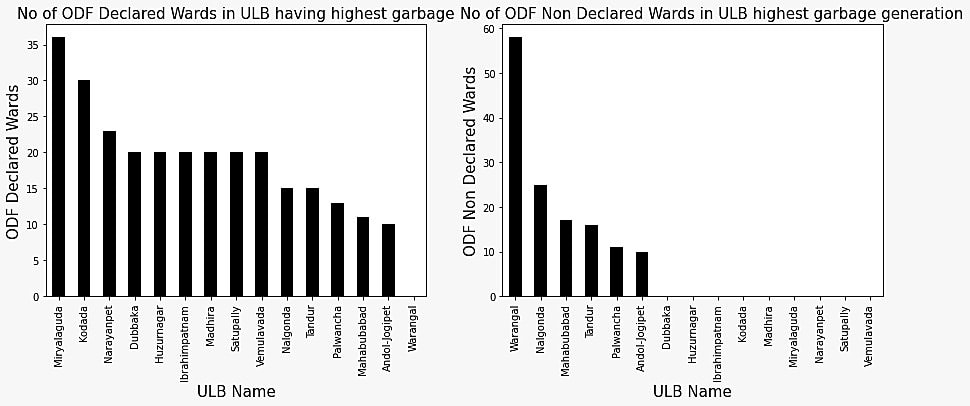 No of ODF Declared Wards in ULB having highest garbage
ODF Declared Wards
35
30
25
20
15
10
5
0
Miryalaguda
Kodada
Narayanpet
Dubbaka
Huzurnagar
Ibrahimpatnam
Madhira
Satupally
Vemulavada
Nalgonda
Tandur
Palwancha
Mahabubabad
Andol-Jogipet
Warangal
ULB Name
No of ODF Non Declared Wards in ULB highest garbage generation
ODF Non Declared Wards
60
50
40
30
20
10
0
Warangal
Nalgonda
Mahabubabad
Tandur
Palwancha
Andol-Jogipet
Dubbaka
Huzurnagar
Ibrahimpatnam
Kodada
Madhira
Miryalaguda
Narayanpet
Satupally
Vemulavada
ULB Name